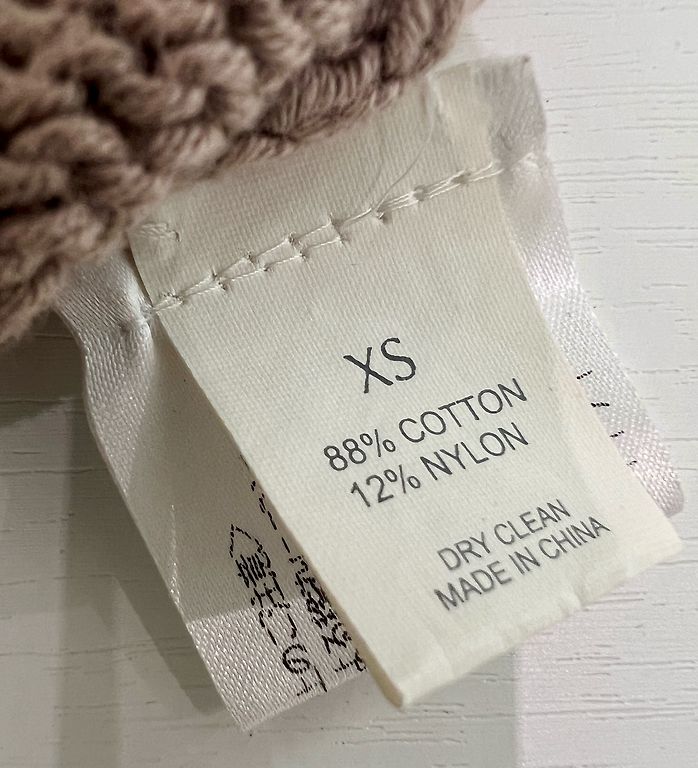 XS
88% COTTON
12% NYLON
DRY CLEAN
MADE IN CHINA